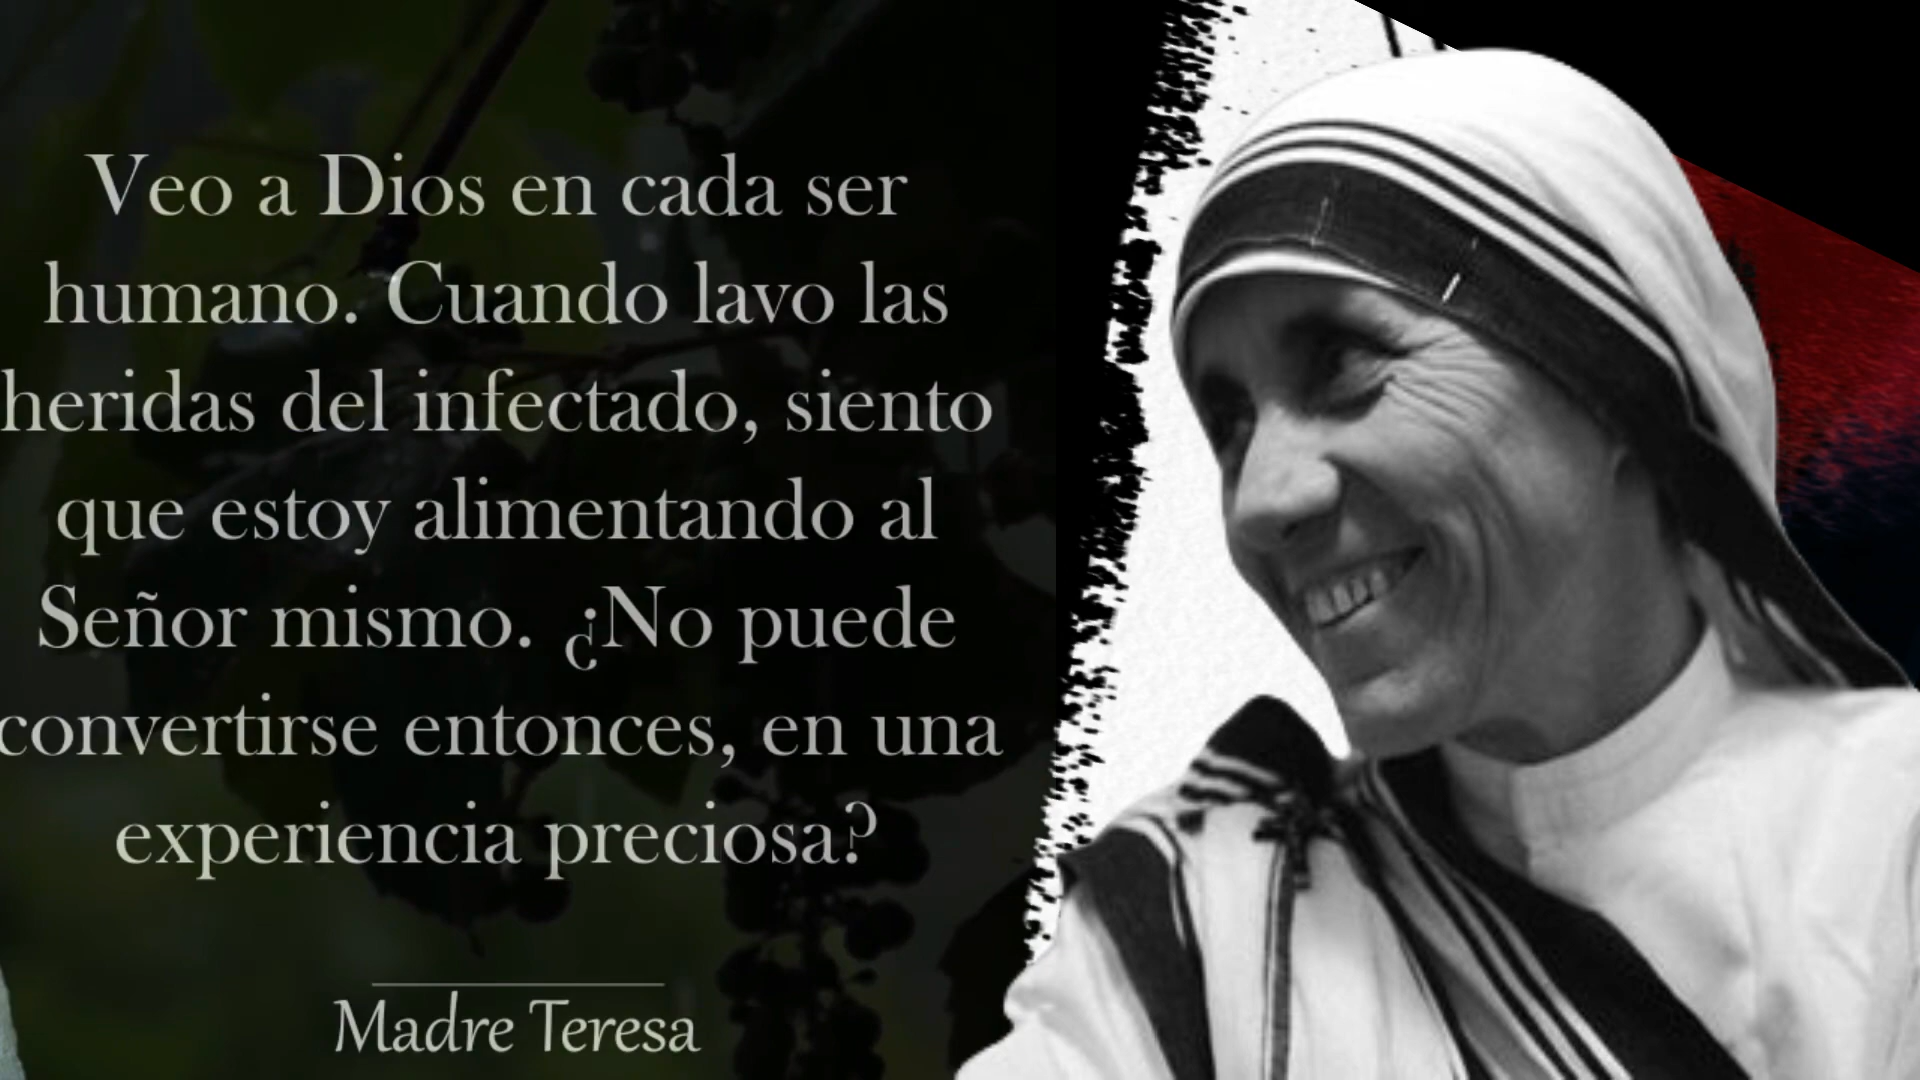 Veo a Dios en cada ser
humano. Cuando lavo las
heridas del infectado, siento
que estoy alimentando al
Señor mismo. ¿No puede
convertirse entonces, en una
experiencia preciosa?
Madre Teresa